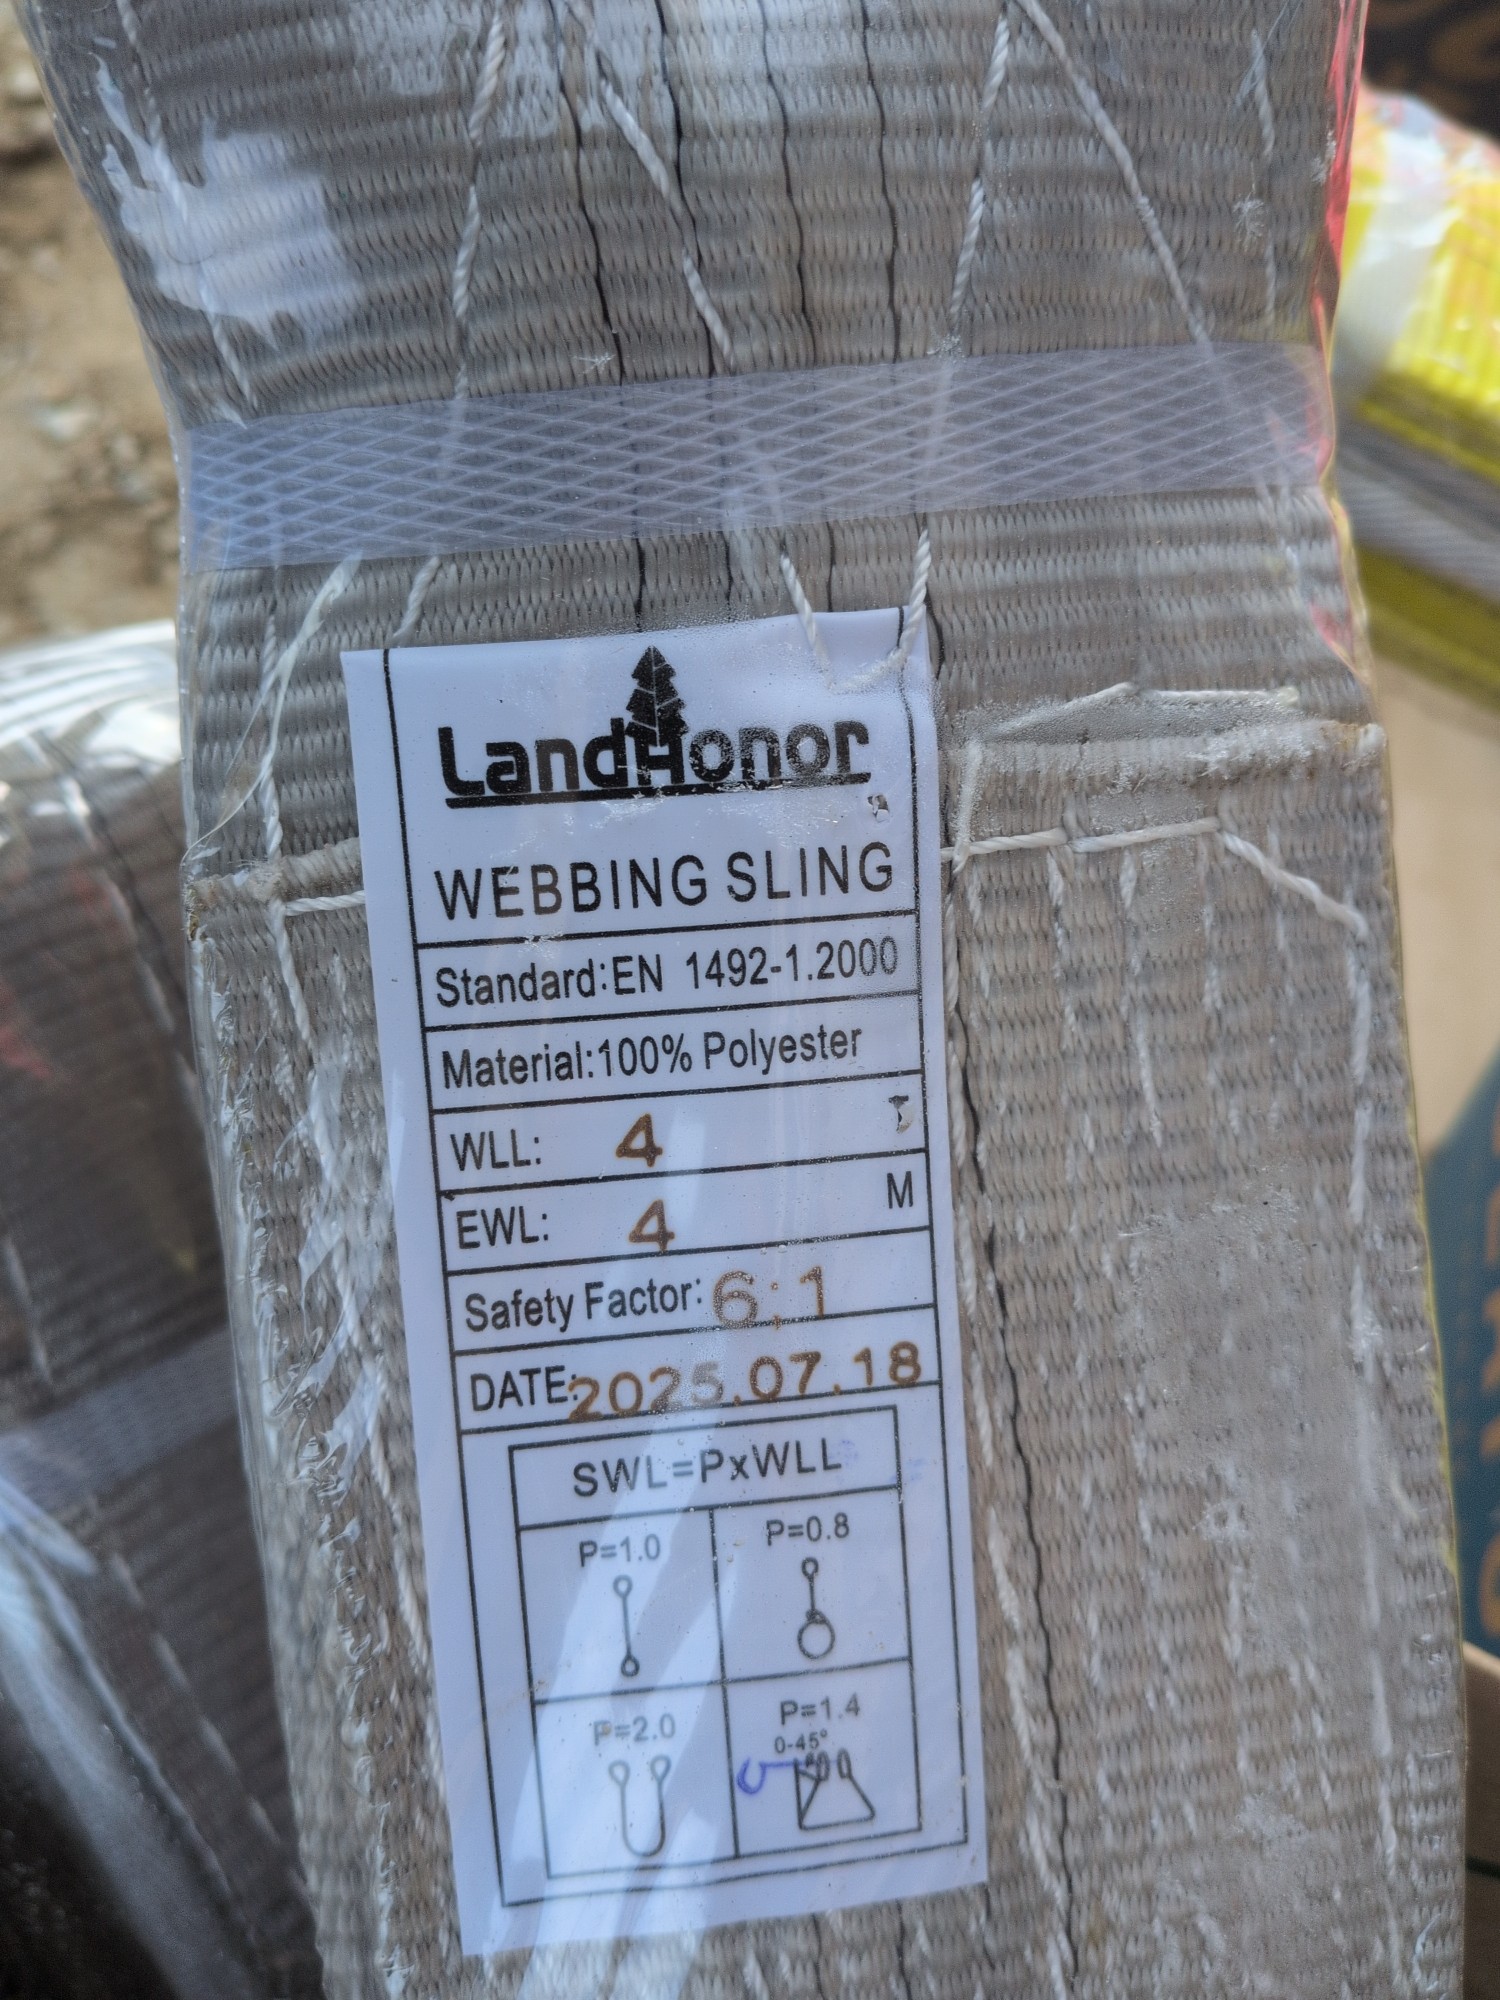 LandHonor
WEBBING SLING
Standard:EN 1492-1.2000
Material:100% Polyester
WLL: 4 T
EWL: 4 M
Safety Factor: 6:1
DATE:2025.07.18
SWL=PxWLL
P=1.0
P=0.8
P=2.0
P=1.4
0-45°